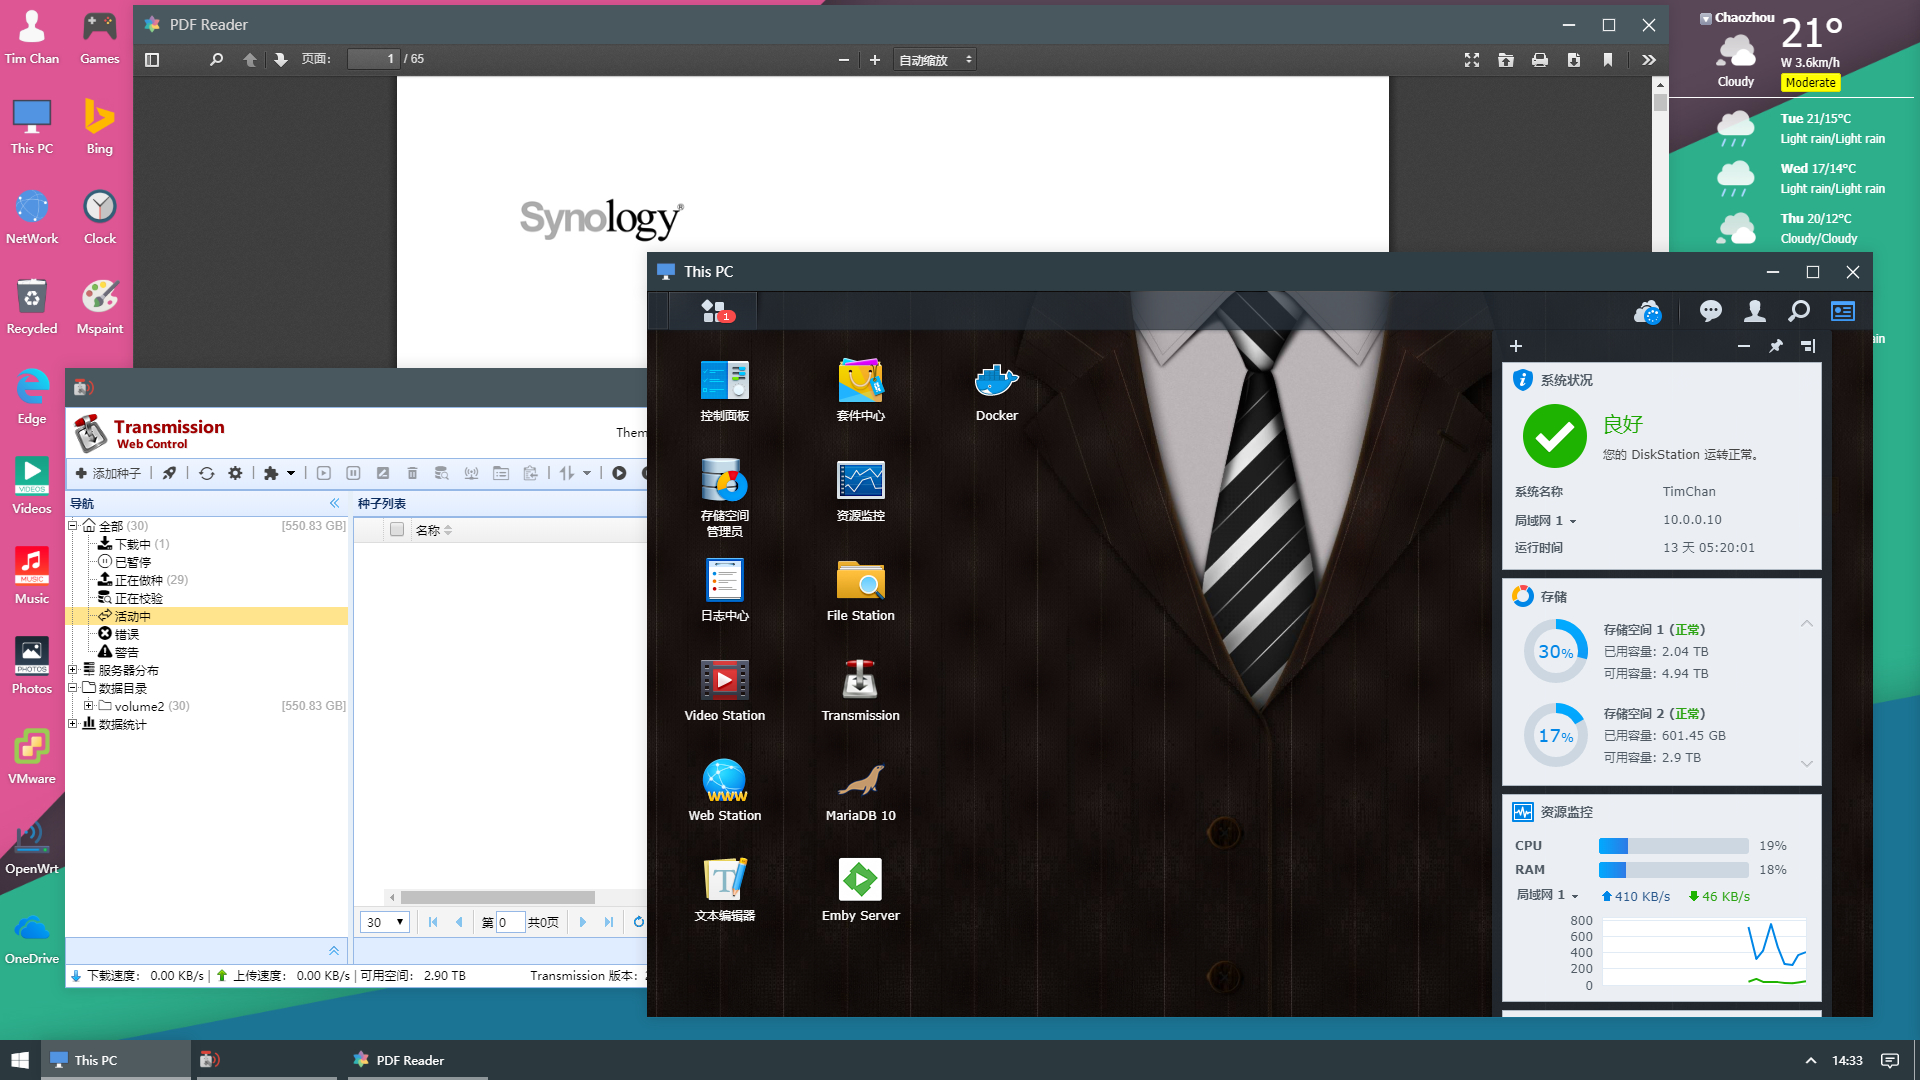 Tim Chan
Games
This PC
Bing
NetWork
Clock
Recycled
Mspaint
Edge
Videos
VIDEOS
Music
MUSIC
Photos
PHOTOS
VMware
OpenWrt
OneDrive
PDF Reader
页面:
1 / 65
自动缩放
Synology®
Chaozhou
21°
W 3.6km/h
Cloudy
Moderate
Tue 21/15°C
Light rain/Light rain
Wed 17/14°C
Light rain/Light rain
Thu 20/12°C
Cloudy/Cloudy
Transmission
Web Control
Them
添加种子
导航
种子列表
全部 (30) [550.83 GB]
名称
下载中 (1)
已暂停
正在做种 (29)
正在校验
活动中
错误
警告
服务器分布
数据目录
volume2 (30) [550.83 GB]
数据统计
30
第 0 共0页
下载速度: 0.00 KB/s | 上传速度: 0.00 KB/s | 可用空间: 2.90 TB
Transmission 版本:
This PC
1
控制面板
套件中心
Docker
存储空间
管理员
资源监控
日志中心
File Station
Video Station
Transmission
WWW
Web Station
MariaDB 10
文本编辑器
Emby Server
系统状况
良好
您的 DiskStation 运转正常。
系统名称 TimChan
局域网 1 10.0.0.10
运行时间 13 天 05:20:01
存储
30%
存储空间 1 (正常)
已用容量: 2.04 TB
可用容量: 4.94 TB
17%
存储空间 2 (正常)
已用容量: 601.45 GB
可用容量: 2.9 TB
资源监控
CPU 19%
RAM 18%
局域网 1 410 KB/s 46 KB/s
800
600
400
200
0
This PC
PDF Reader
14:33